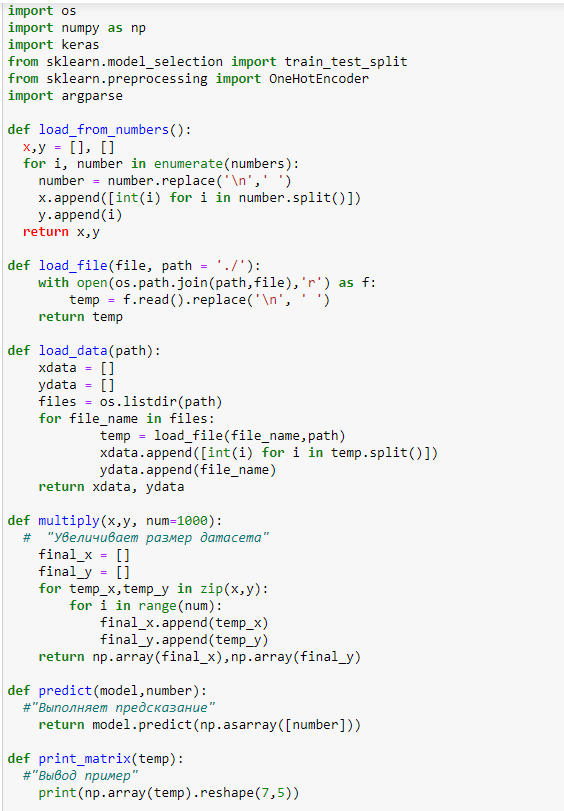 import os
import numpy as np
import keras
from sklearn.model_selection import train_test_split
from sklearn.preprocessing import OneHotEncoder
import argparse

def load_from_numbers():
  x,y = [], []
  for i, number in enumerate(numbers):
    number = number.replace('\n',' ')
    x.append([int(i) for i in number.split()])
    y.append(i)
  return x,y

def load_file(file, path = './'):
    with open(os.path.join(path,file),'r') as f:
        temp = f.read().replace('\n', ' ')
    return temp

def load_data(path):
    xdata = []
    ydata = []
    files = os.listdir(path)
    for file_name in files:
            temp = load_file(file_name,path)
            xdata.append([int(i) for i in temp.split()])
            ydata.append(file_name)
    return xdata, ydata

def multiply(x,y, num=1000):
  #  "Увеличивает размер датасета"
    final_x = []
    final_y = []
    for temp_x,temp_y in zip(x,y):
        for i in range(num):
            final_x.append(temp_x)
            final_y.append(temp_y)
    return np.array(final_x),np.array(final_y)

def predict(model,number):
  #"Выполняет предсказание"
    return model.predict(np.asarray([number]))

def print_matrix(temp):
  #"Вывод пример"
    print(np.array(temp).reshape(7,5))